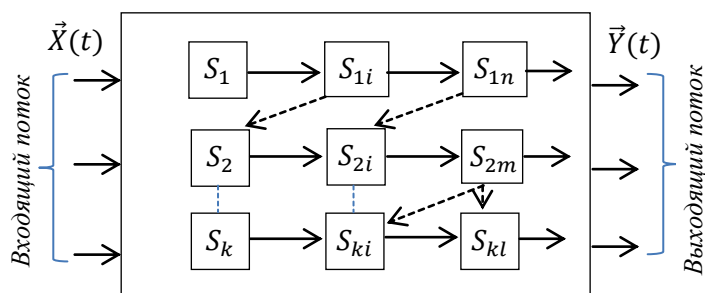 X⃗(t)
Y⃗(t)
Входящий поток
S₁ S₁ᵢ S₁ₙ
S₂ S₂ᵢ S₂ₘ
Sₖ Sₖᵢ Sₖₗ
Выходящий поток